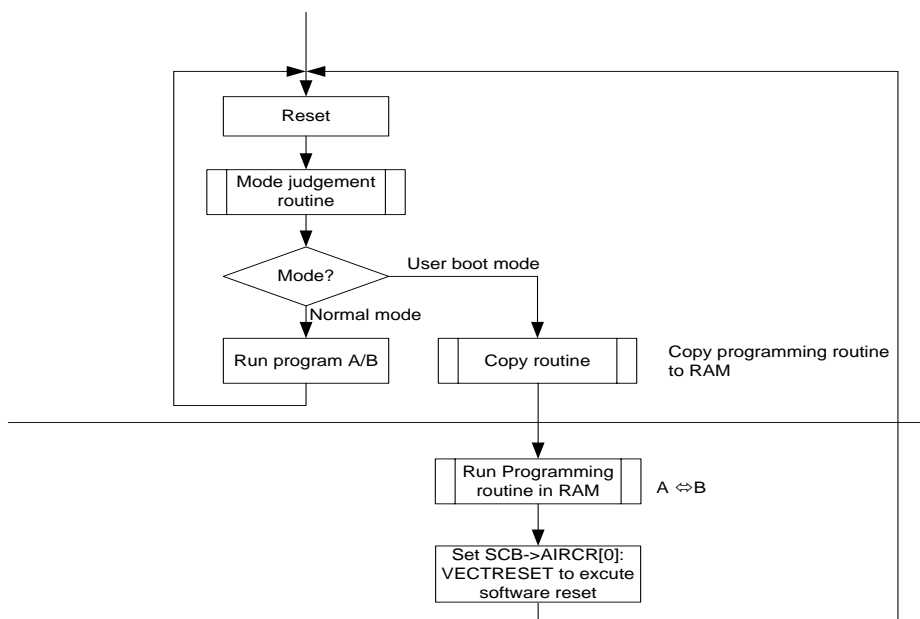 Reset
Mode judgement
routine
Mode?
User boot mode
Normal mode
Run program A/B
Copy routine
Copy programming routine
to RAM
Run Programming
routine in RAM
A ⇔B
Set SCB->AIRCR[0]:
VECTRESET to excute
software reset